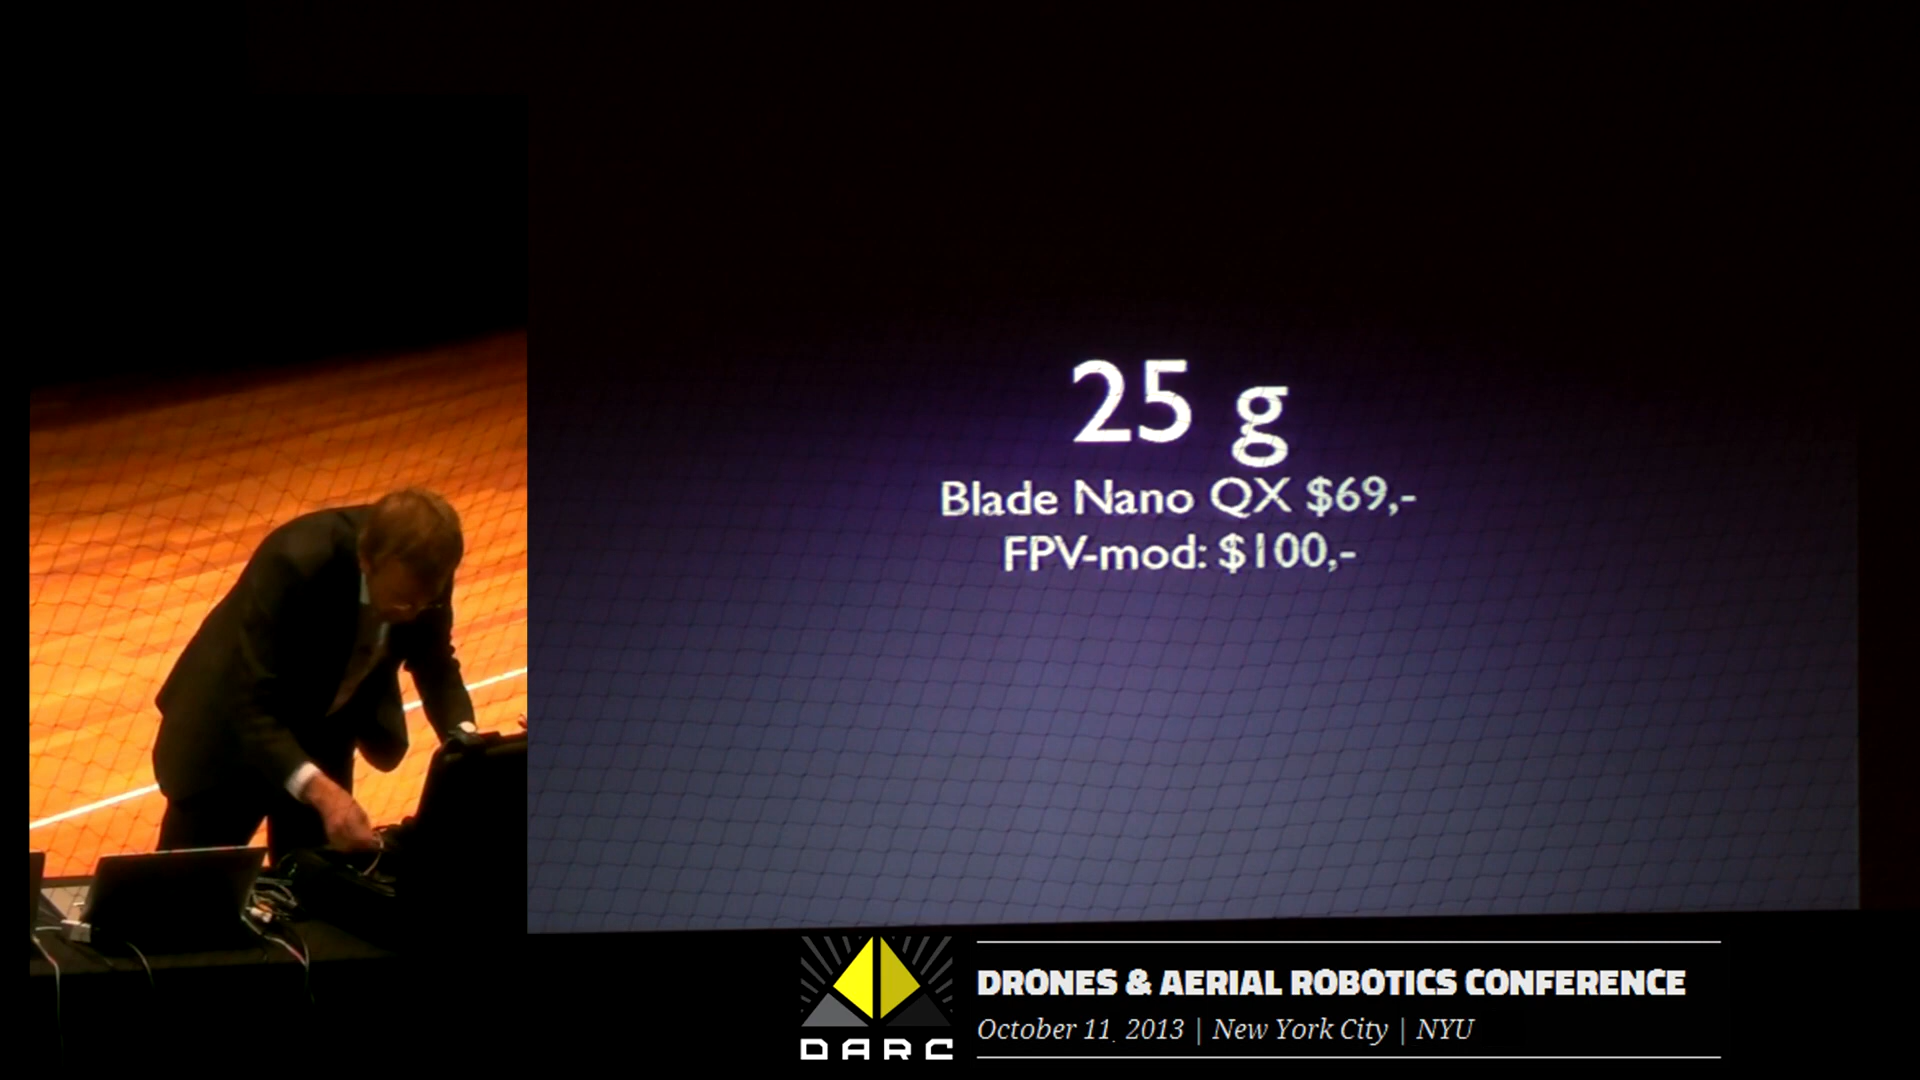 25 g
Blade Nano QX $69,-
FPV-mod: $100,-
DARC
DRONES & AERIAL ROBOTICS CONFERENCE
October 11, 2013 | New York City | NYU